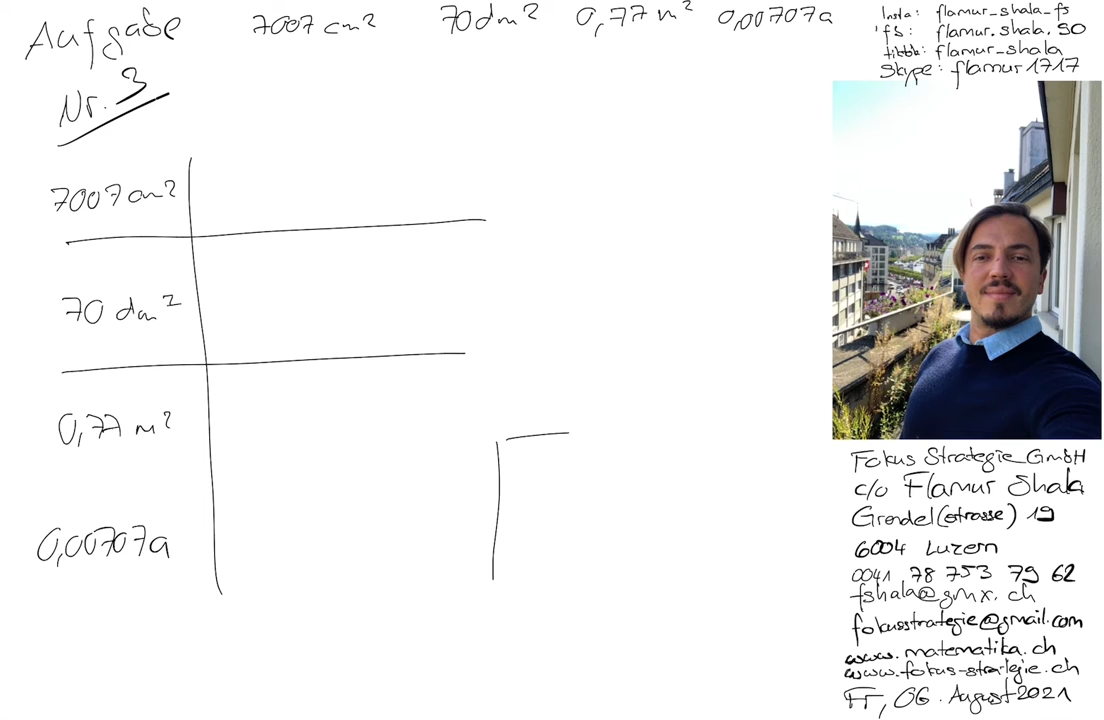 Aufgabe 7007 cm² 70 dm² 0,77 m² 0,00707a
Nr. 3
7007 cm²
70 dm²
0,77 m²
0,00707a
Insta: flamur_shala_fs
fs: flamur.shala.90
tiktok: flamur_shala
Skype: flamur1717
Fokus Strategie GmbH
c/o Flamur Shala
Grendel(strasse) 19
6004 Luzern
0041 78 753 79 62
fshala@gmx.ch
fokusstrategie@gmail.com
www.matematika.ch
www.fokus-strategie.ch
Fr, 06. August 2021